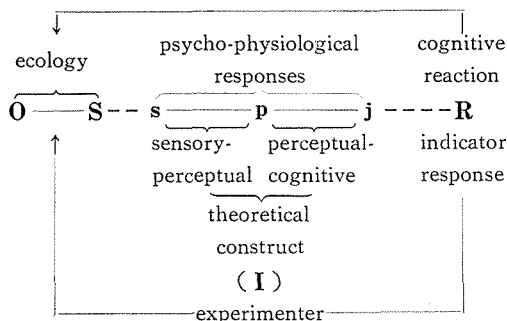 psycho-physiological cognitive
ecology responses reaction
O S s p j R
sensory- perceptual- indicator
perceptual cognitive response
theoretical
construct
(I)
experimenter